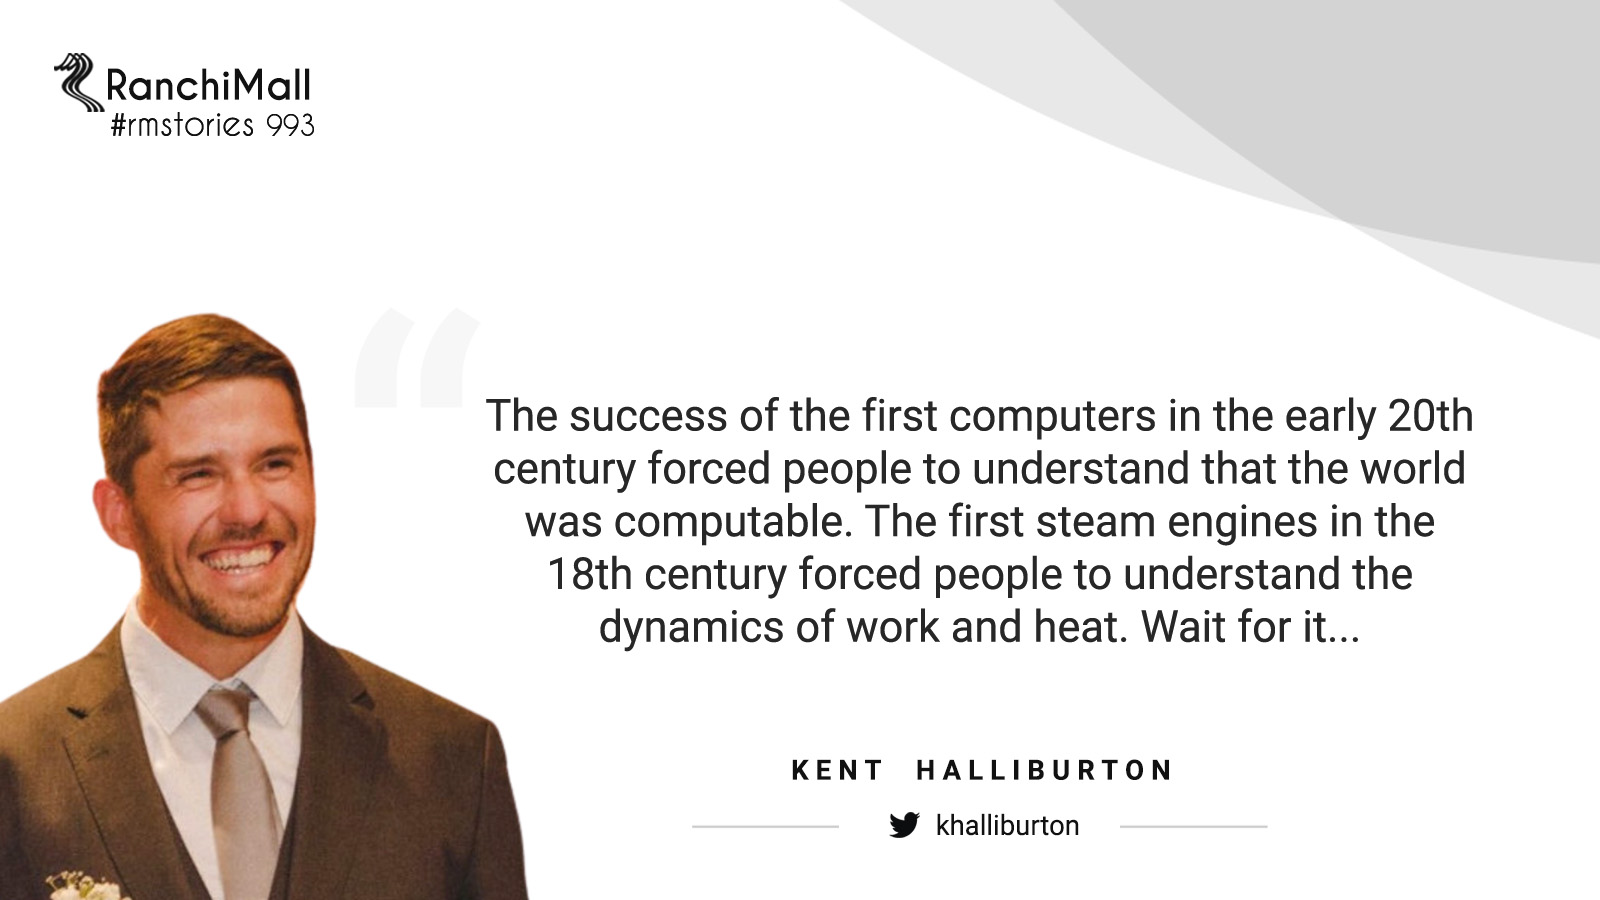 RanchiMall
#rmstories 993
“
The success of the first computers in the early 20th
century forced people to understand that the world
was computable. The first steam engines in the
18th century forced people to understand the
dynamics of work and heat. Wait for it...
KENT HALLIBURTON
khalliburton